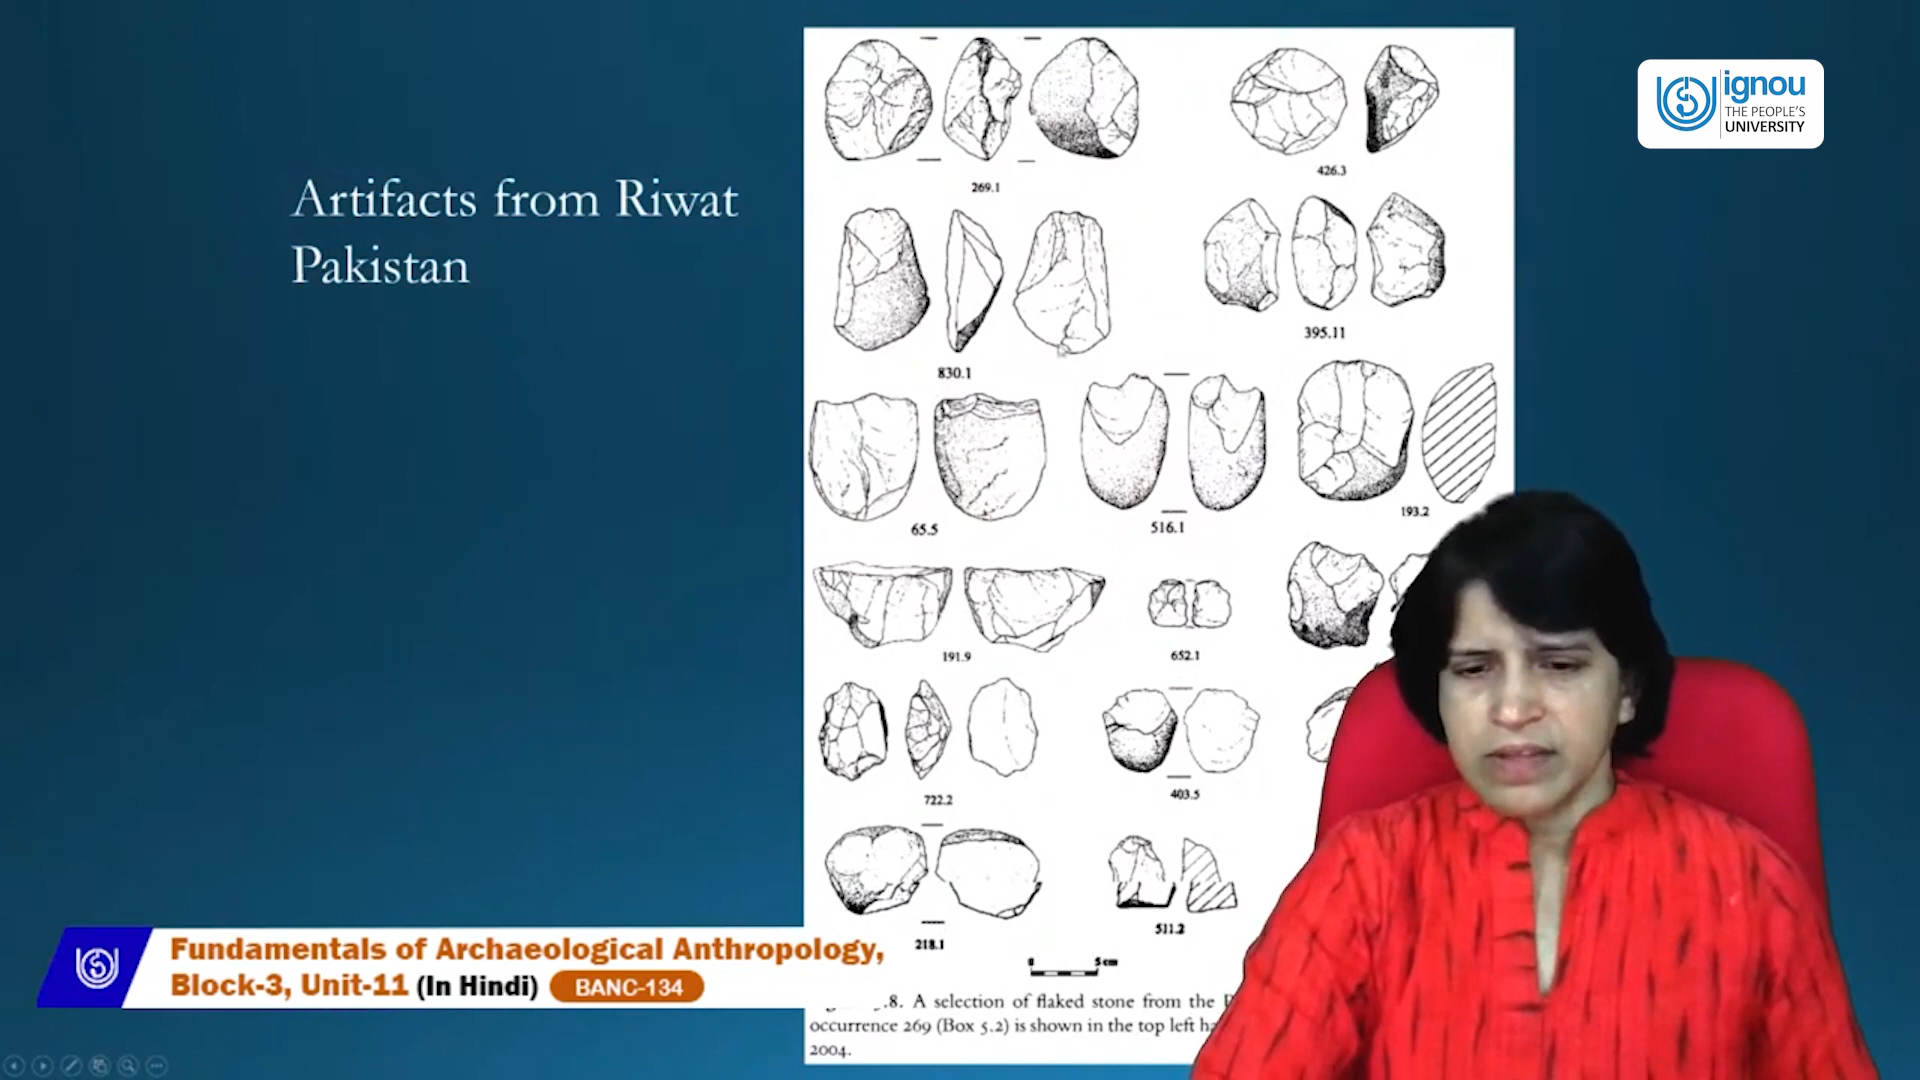 ignou
THE PEOPLE'S
UNIVERSITY
Artifacts from Riwat
Pakistan
269.1
426.3
830.1
395.11
65.5
516.1
193.2
191.9
652.1
722.2
403.5
218.1
511.2
0 5 cm
Fundamentals of Archaeological Anthropology,
Block-3, Unit-11 (In Hindi) BANC-134
.8. A selection of flaked stone from the
occurrence 269 (Box 5.2) is shown in the top left
2004.